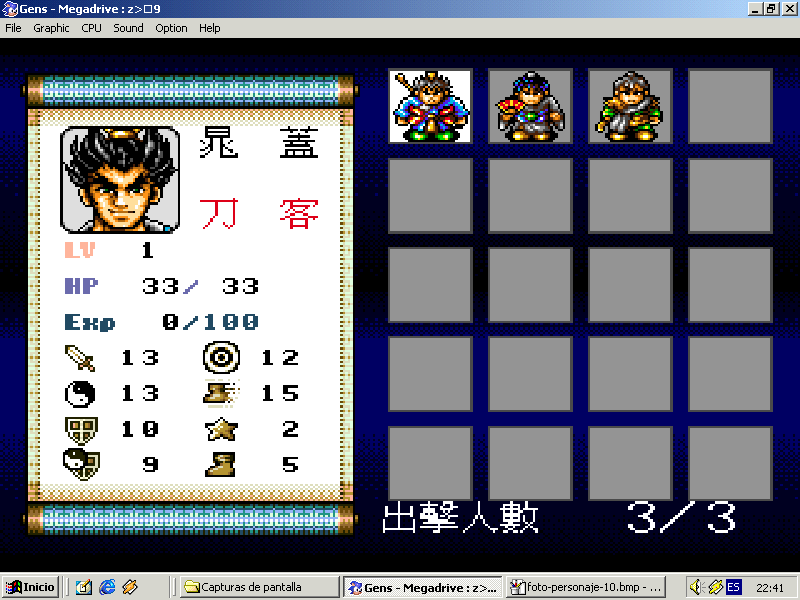 Gens - Megadrive : z>□9
File Graphic CPU Sound Option Help
晁 蓋
刀 客
LV 1
HP 33/ 33
Exp 0/100
13 12
13 15
10 2
9 5
出擊人數 3/3
Inicio Capturas de pantalla Gens - Megadrive : z>... foto-personaje-10.bmp - ... ES 22:41